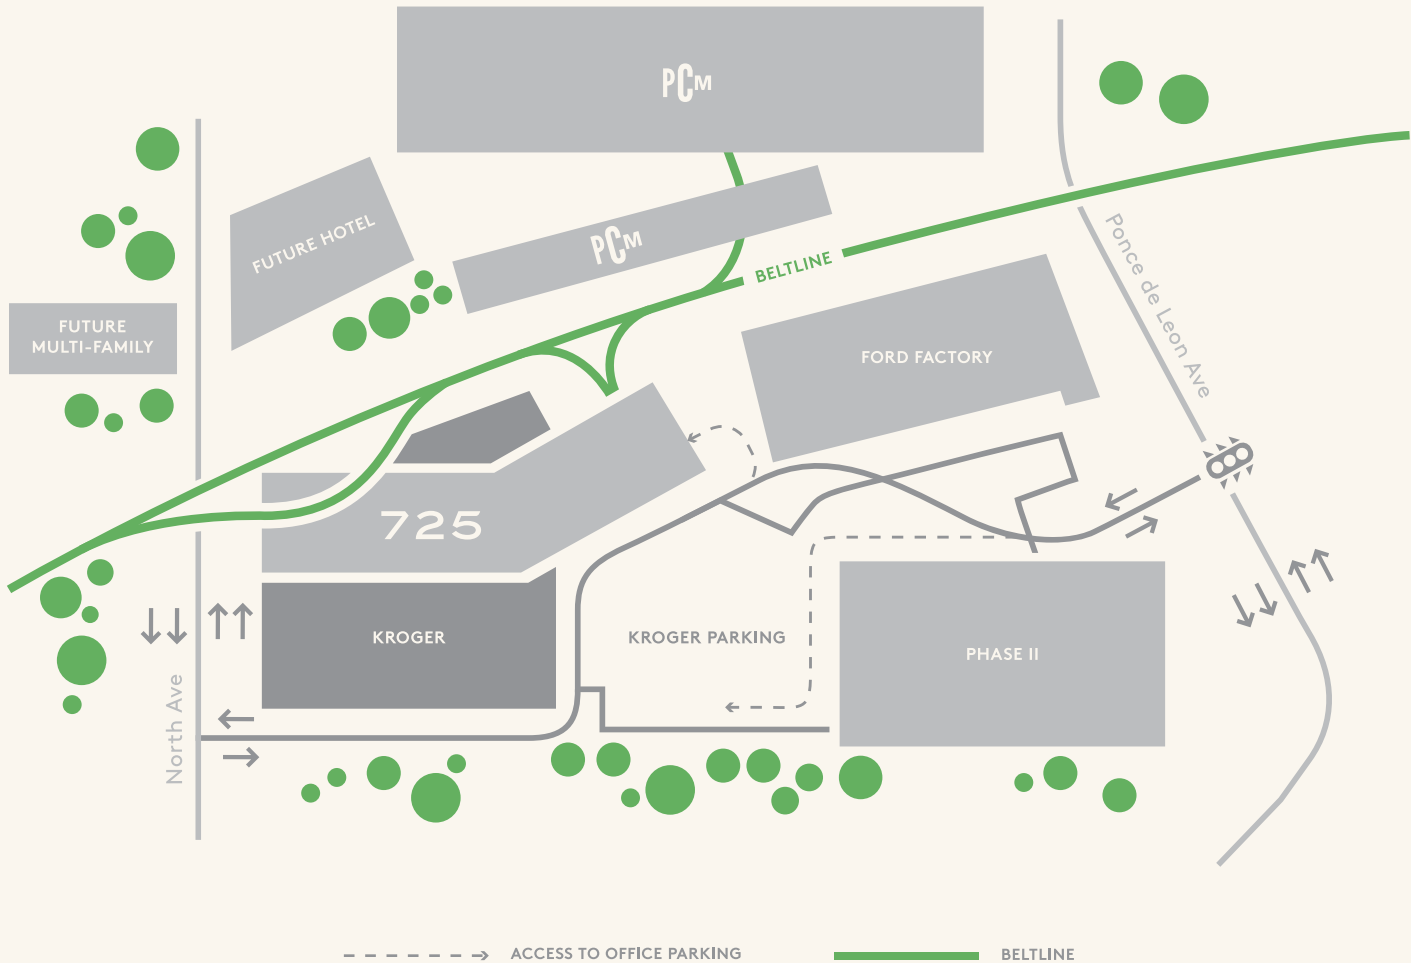 PCM
FUTURE HOTEL
PCM
BELTLINE
Ponce de Leon Ave
FUTURE
MULTI-FAMILY
FORD FACTORY
725
KROGER
KROGER PARKING
PHASE II
North Ave
ACCESS TO OFFICE PARKING
BELTLINE